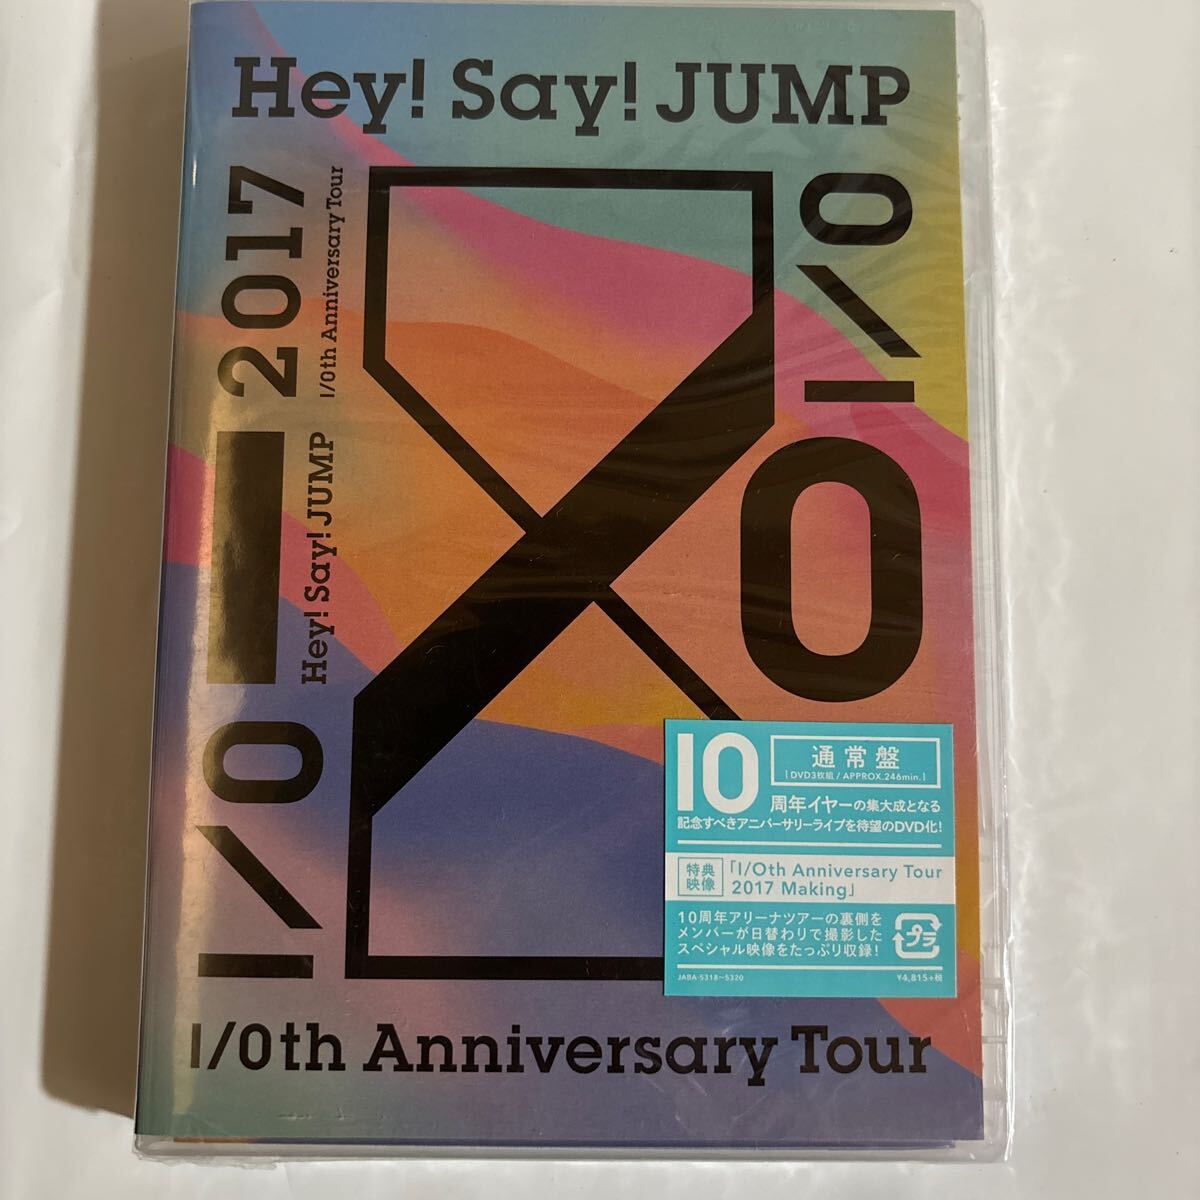 Hey! Say! JUMP
2017
I/0th Anniversary Tour
Hey! Say! JUMP
I/0
I/0
0
I/0th Anniversary Tour
10
通常盤
[DVD3枚組 / APPROX.246min.]
周年イヤーの集大成となる
記念すべきアニバーサリーライブを待望のDVD化!
特典
映像
「I/Oth Anniversary Tour
2017 Making」
10周年アリーナツアーの裏側を
メンバーが日替わりで撮影した
スペシャル映像をたっぷり収録!
プラ
JABA-5318~5320
¥4,815+税